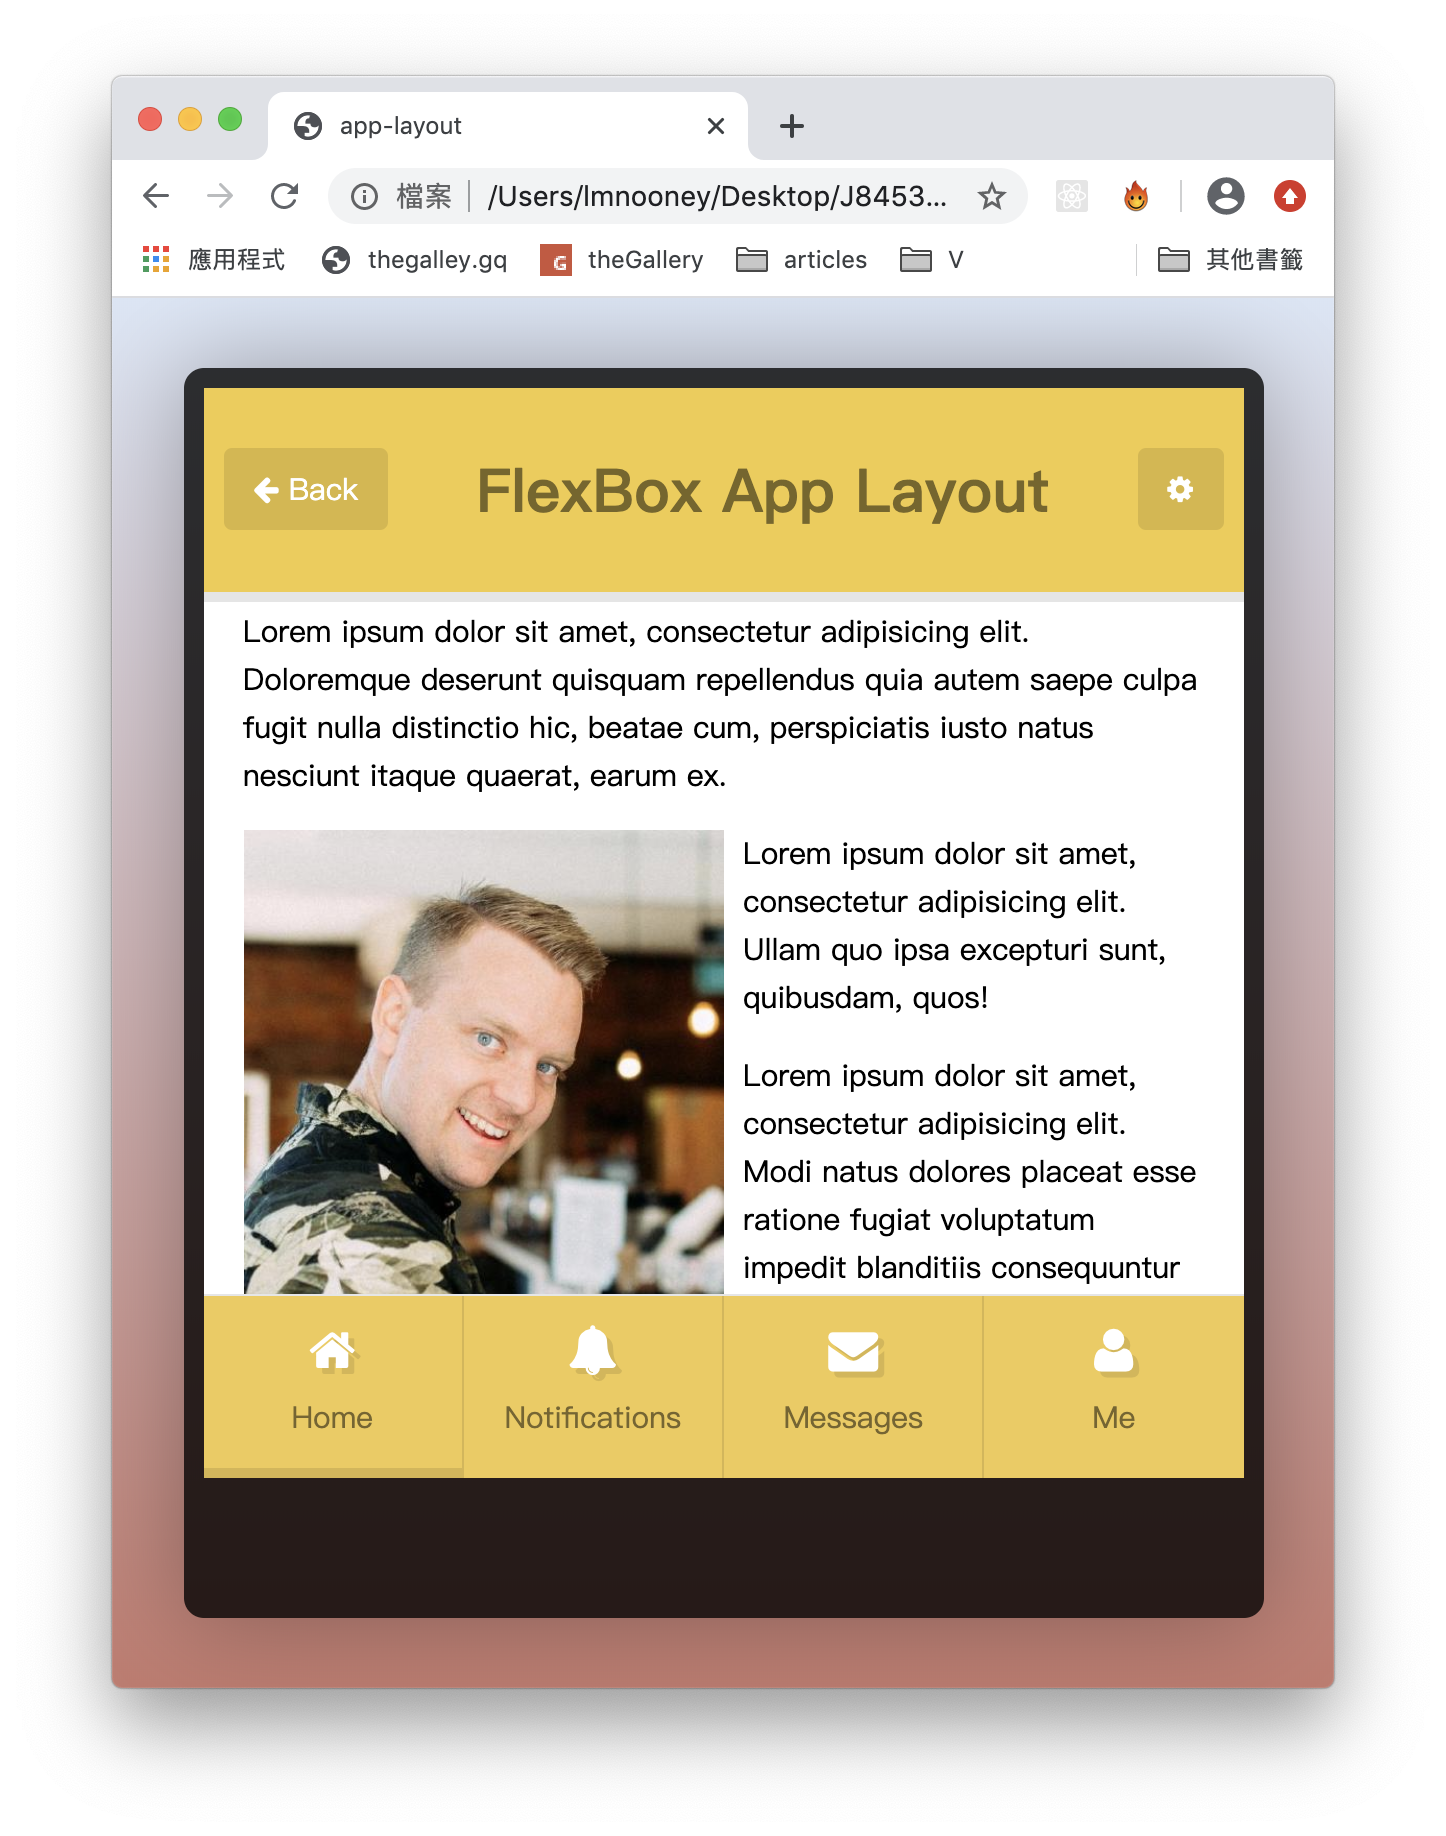 app-layout
檔案 /Users/lmnooney/Desktop/J8453...
應用程式 thegalley.gq G theGallery articles V 其他書籤
Back FlexBox App Layout
Lorem ipsum dolor sit amet, consectetur adipisicing elit.
Doloremque deserunt quisquam repellendus quia autem saepe culpa
fugit nulla distinctio hic, beatae cum, perspiciatis iusto natus
nesciunt itaque quaerat, earum ex.
Lorem ipsum dolor sit amet,
consectetur adipisicing elit.
Ullam quo ipsa excepturi sunt,
quibusdam, quos!
Lorem ipsum dolor sit amet,
consectetur adipisicing elit.
Modi natus dolores placeat esse
ratione fugiat voluptatum
impedit blanditiis consequuntur
Home Notifications Messages Me